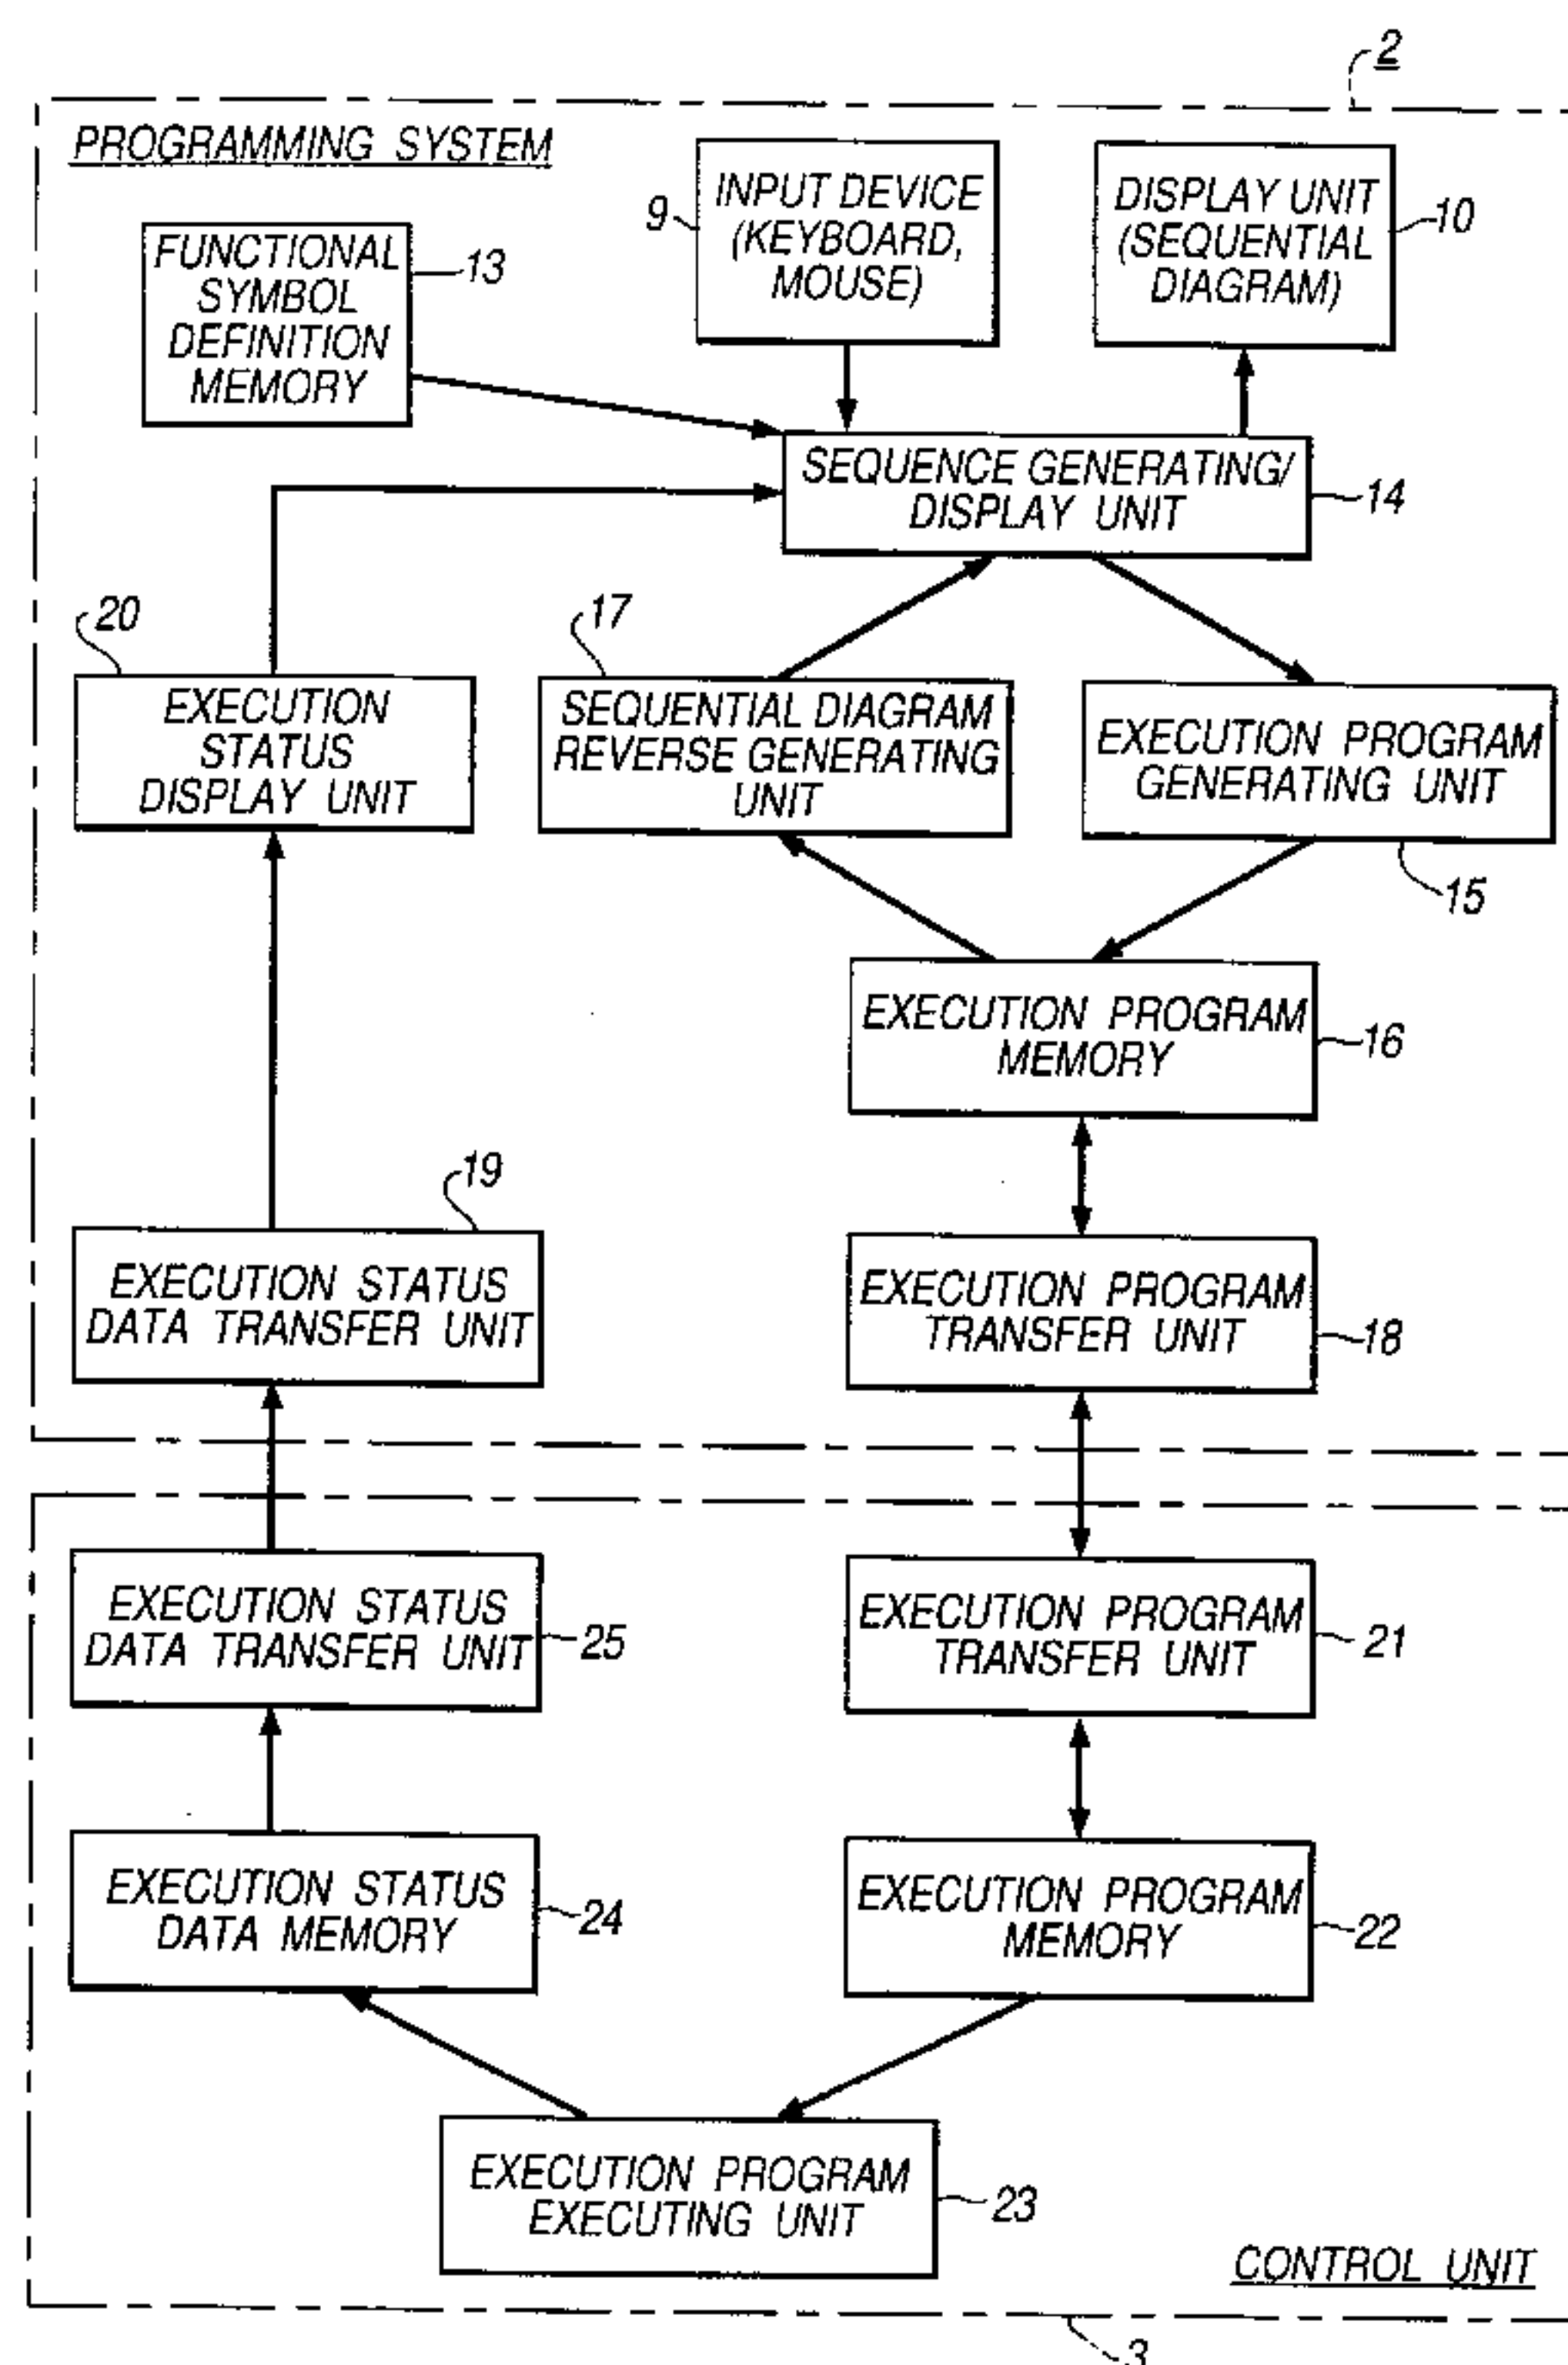 2
PROGRAMMING SYSTEM
INPUT DEVICE
(KEYBOARD,
MOUSE)
9
DISPLAY UNIT
(SEQUENTIAL
DIAGRAM)
10
FUNCTIONAL
SYMBOL
DEFINITION
MEMORY
13
SEQUENCE GENERATING/
DISPLAY UNIT
14
20
EXECUTION
STATUS
DISPLAY UNIT
17
SEQUENTIAL DIAGRAM
REVERSE GENERATING
UNIT
EXECUTION PROGRAM
GENERATING UNIT
15
EXECUTION PROGRAM
MEMORY
16
19
EXECUTION STATUS
DATA TRANSFER UNIT
EXECUTION PROGRAM
TRANSFER UNIT
18
EXECUTION STATUS
DATA TRANSFER UNIT
25
EXECUTION PROGRAM
TRANSFER UNIT
21
EXECUTION STATUS
DATA MEMORY
24
EXECUTION PROGRAM
MEMORY
22
EXECUTION PROGRAM
EXECUTING UNIT
23
CONTROL UNIT
3